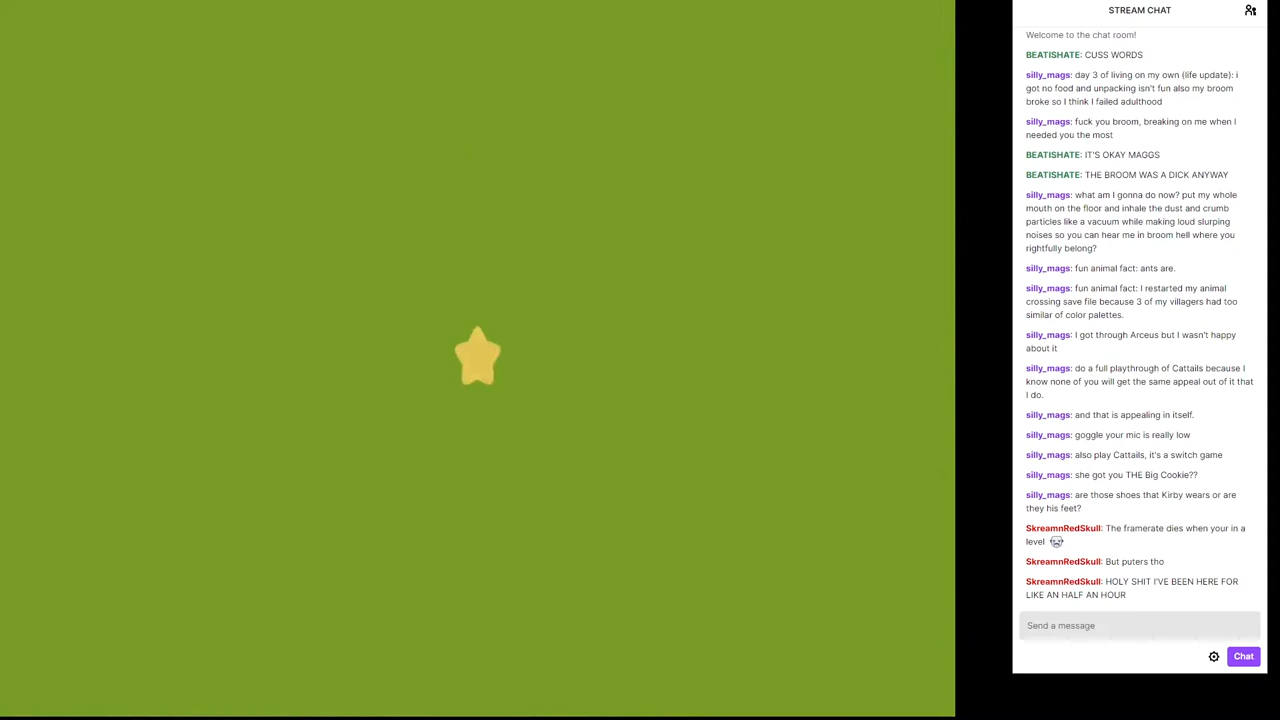 STREAM CHAT
Welcome to the chat room!
BEATISHATE: CUSS WORDS
silly_mags: day 3 of living on my own (life update): i
got no food and unpacking isn't fun also my broom
broke so I think I failed adulthood
silly_mags: fuck you broom, breaking on me when I
needed you the most
BEATISHATE: IT'S OKAY MAGGS
BEATISHATE: THE BROOM WAS A DICK ANYWAY
silly_mags: what am I gonna do now? put my whole
mouth on the floor and inhale the dust and crumb
particles like a vacuum while making loud slurping
noises so you can hear me in broom hell where you
rightfully belong?
silly_mags: fun animal fact: ants are.
silly_mags: fun animal fact: I restarted my animal
crossing save file because 3 of my villagers had too
similar of color palettes.
silly_mags: I got through Arceus but I wasn't happy
about it
silly_mags: do a full playthrough of Cattails because I
know none of you will get the same appeal out of it that
I do.
silly_mags: and that is appealing in itself.
silly_mags: goggle your mic is really low
silly_mags: also play Cattails, it's a switch game
silly_mags: she got you THE Big Cookie??
silly_mags: are those shoes that Kirby wears or are
they his feet?
SkreamnRedSkull: The framerate dies when your in a
level
SkreamnRedSkull: But puters tho
SkreamnRedSkull: HOLY SHIT I'VE BEEN HERE FOR
LIKE AN HALF AN HOUR
Send a message
Chat